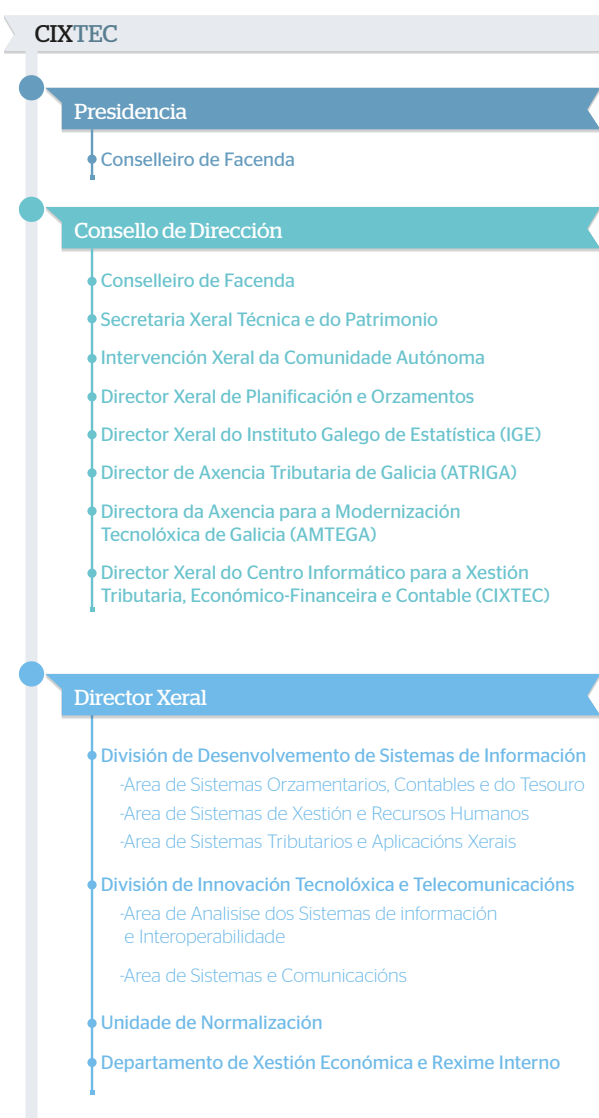 CIXTEC
Presidencia
Conselleiro de Facenda
Consello de Dirección
Conselleiro de Facenda
Secretaria Xeral Técnica e do Patrimonio
Intervención Xeral da Comunidade Autónoma
Director Xeral de Planificación e Orzamentos
Director Xeral do Instituto Galego de Estatística (IGE)
Director de Axencia Tributaria de Galicia (ATRIGA)
Directora da Axencia para a Modernización
Tecnolóxica de Galicia (AMTEGA)
Director Xeral do Centro Informático para a Xestión
Tributaria, Económico-Financeira e Contable (CIXTEC)
Director Xeral
División de Desenvolvemento de Sistemas de Información
-Area de Sistemas Orzamentarios, Contables e do Tesouro
-Area de Sistemas de Xestión e Recursos Humanos
-Area de Sistemas Tributarios e Aplicacións Xerais
División de Innovación Tecnolóxica e Telecomunicacións
-Area de Analisise dos Sistemas de información
e Interoperabilidade
-Area de Sistemas e Comunicacións
Unidade de Normalización
Departamento de Xestión Económica e Rexime Interno